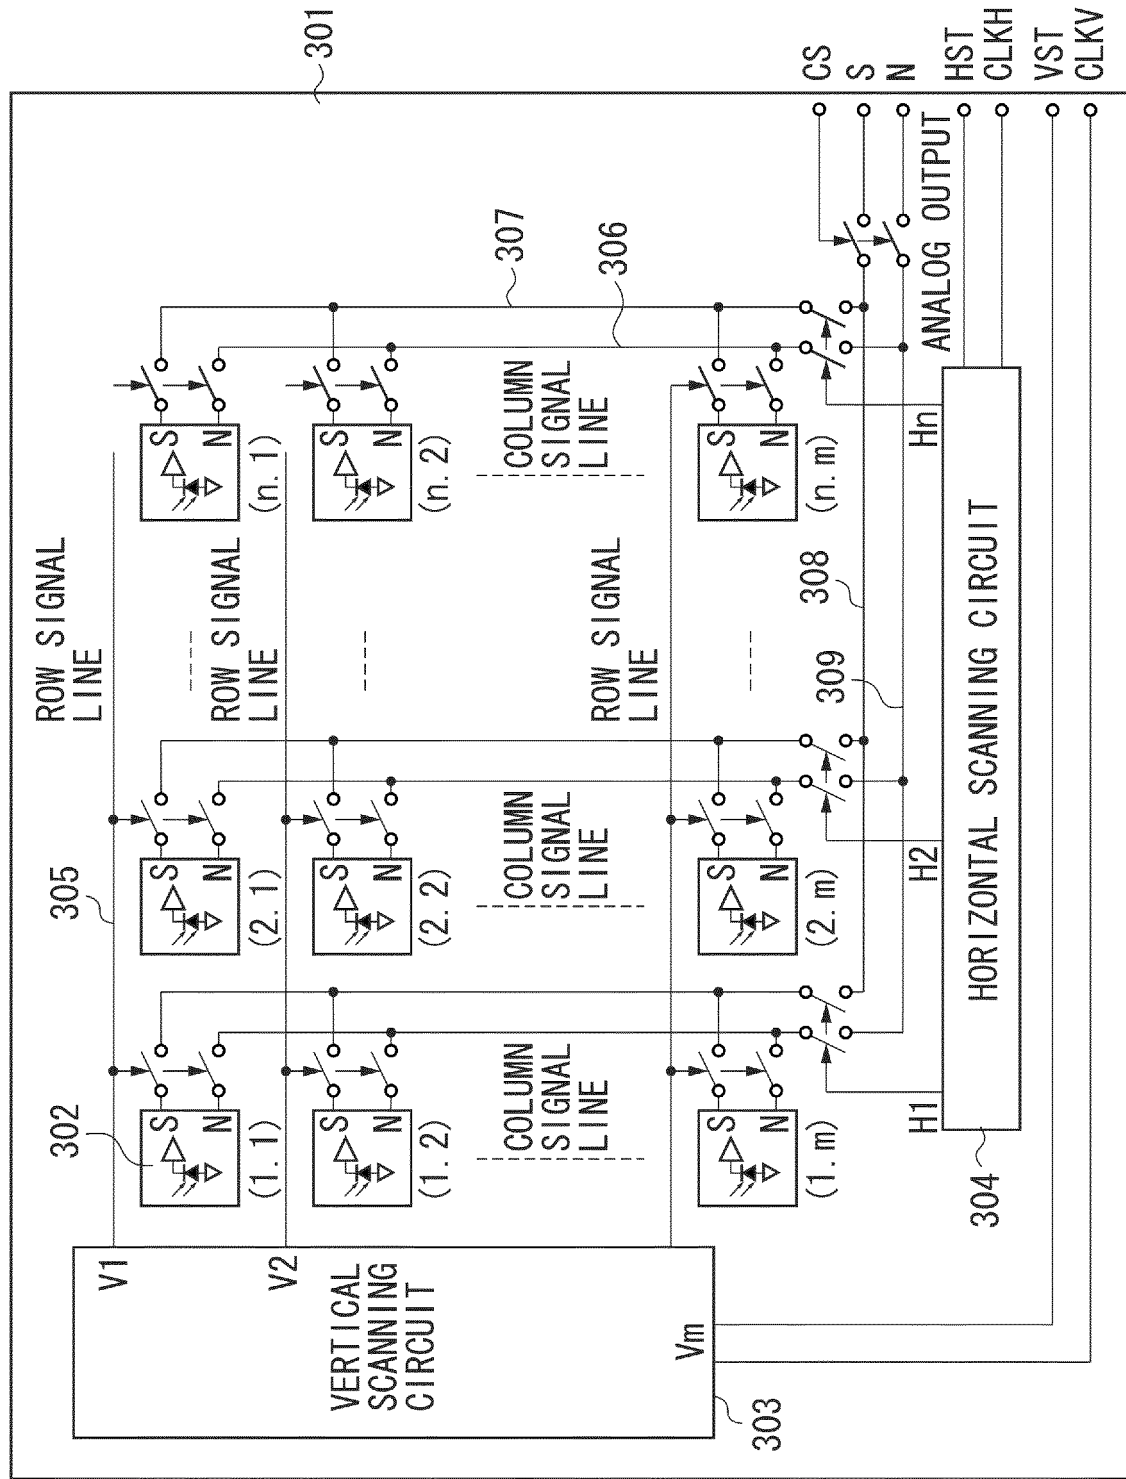 301
CS
S
N
HST
CLKH
VST
CLKV
ANALOG OUTPUT
307
306
ROW SIGNAL
LINE
S
N
(n.1)
ROW SIGNAL
LINE
S
N
(n.2)
COLUMN
SIGNAL
LINE
ROW SIGNAL
LINE
S
N
(n.m)
Hn
308
309
305
S
N
(2.1)
S
N
(2.2)
COLUMN
SIGNAL
LINE
S
N
(2.m)
H2
302
S
N
(1.1)
S
N
(1.2)
COLUMN
SIGNAL
LINE
S
N
(1.m)
H1
HORIZONTAL SCANNING CIRCUIT
304
V1
V2
VERTICAL
SCANNING
CIRCUIT
Vm
303